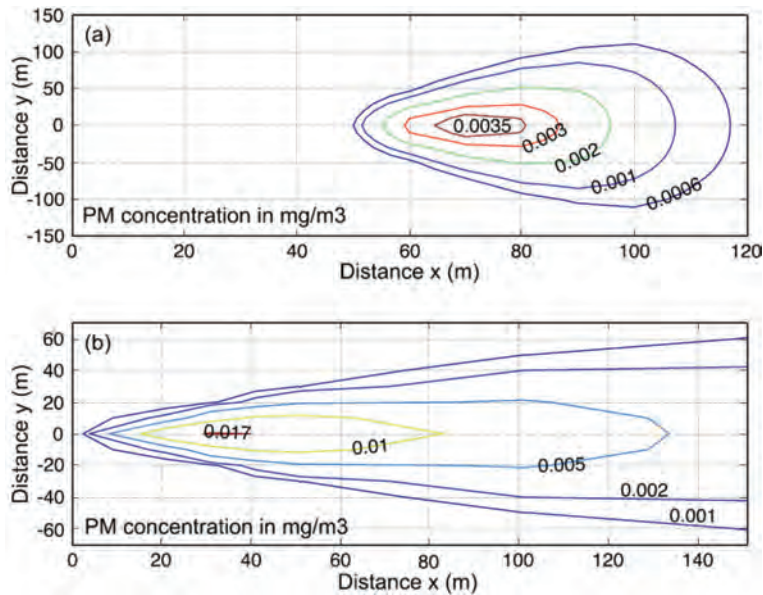 (a)
150
100
50
0
-50
-100
-150
Distance y (m)
0.0035
0.003
0.002
0.001
0.0006
PM concentration in mg/m3
0 20 40 60 80 100 120
Distance x (m)
(b)
60
40
20
0
-20
-40
-60
Distance y (m)
0.017
0.01
0.005
0.002
0.001
PM concentration in mg/m3
0 20 40 60 80 100 120 140
Distance x (m)